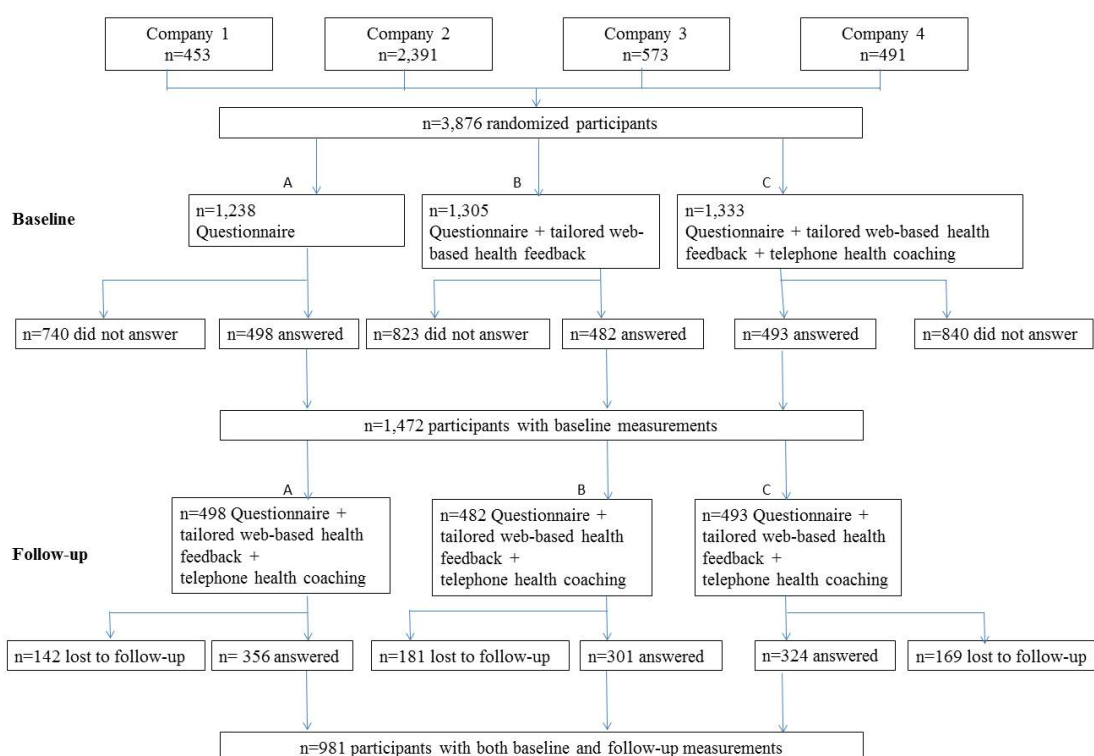 Company 1
n=453
Company 2
n=2,391
Company 3
n=573
Company 4
n=491
n=3,876 randomized participants
A
B
C
Baseline
n=1,238
Questionnaire
n=1,305
Questionnaire + tailored web-
based health feedback
n=1,333
Questionnaire + tailored web-based health
feedback + telephone health coaching
n=740 did not answer
n=498 answered
n=823 did not answer
n=482 answered
n=493 answered
n=840 did not answer
n=1,472 participants with baseline measurements
A
B
C
Follow-up
n=498 Questionnaire +
tailored web-based health
feedback +
telephone health coaching
n=482 Questionnaire +
tailored web-based health
feedback +
telephone health coaching
n=493 Questionnaire +
tailored web-based health
feedback +
telephone health coaching
n=142 lost to follow-up
n= 356 answered
n=181 lost to follow-up
n=301 answered
n=324 answered
n=169 lost to follow-up
n=981 participants with both baseline and follow-up measurements